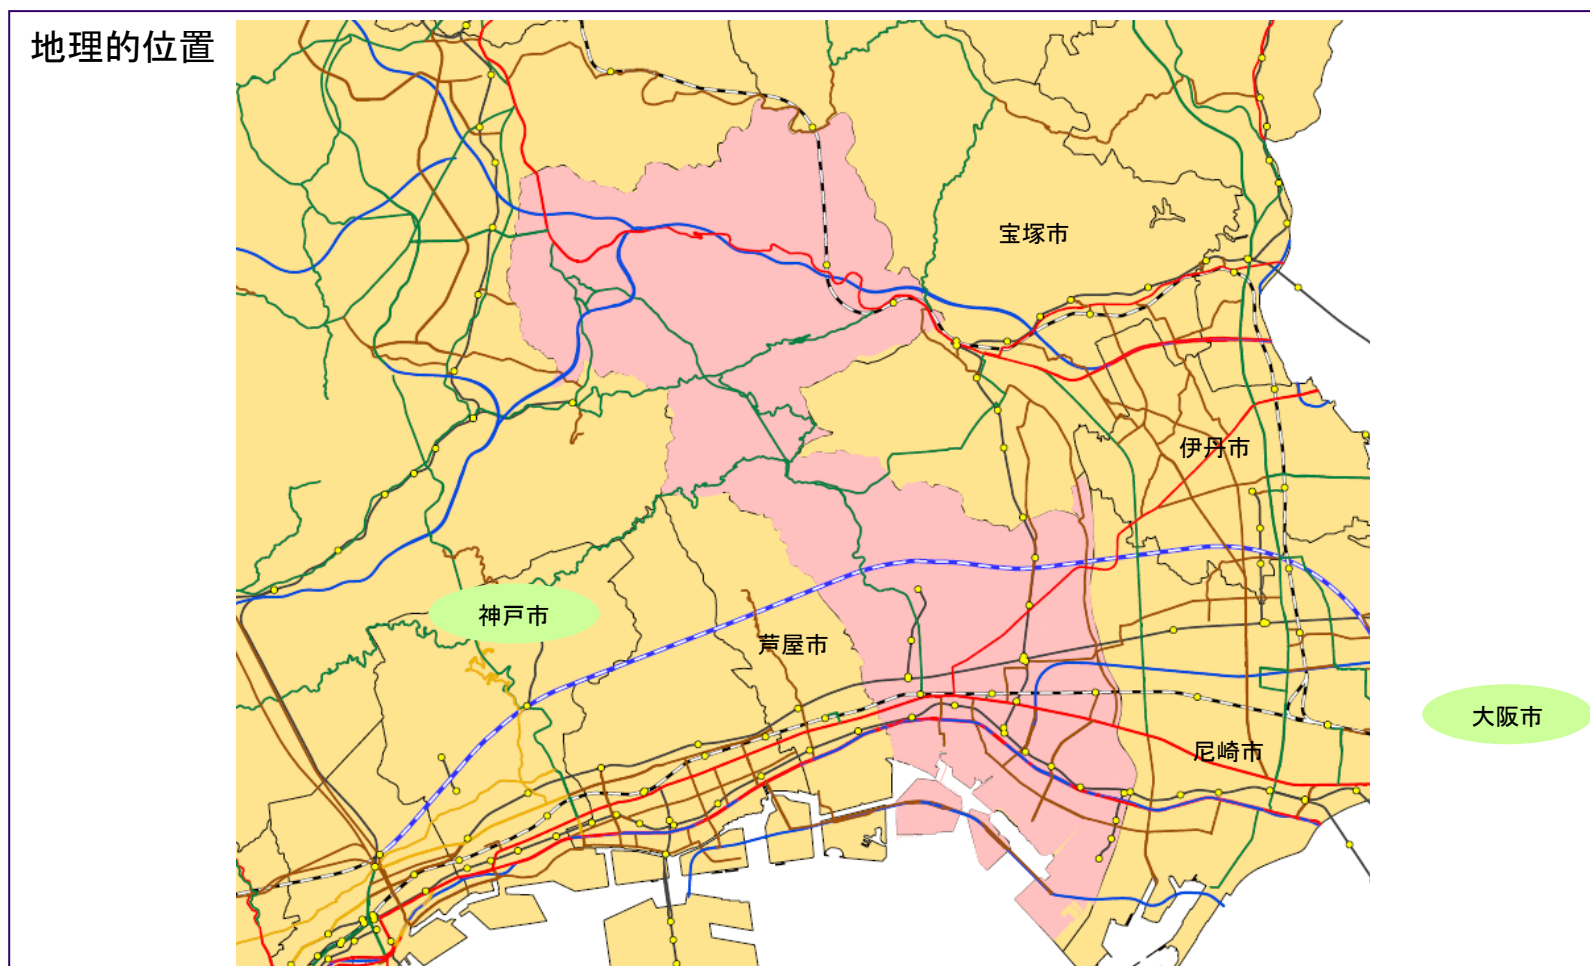 地理的位置
宝塚市
伊丹市
神戸市
芦屋市
大阪市
尼崎市